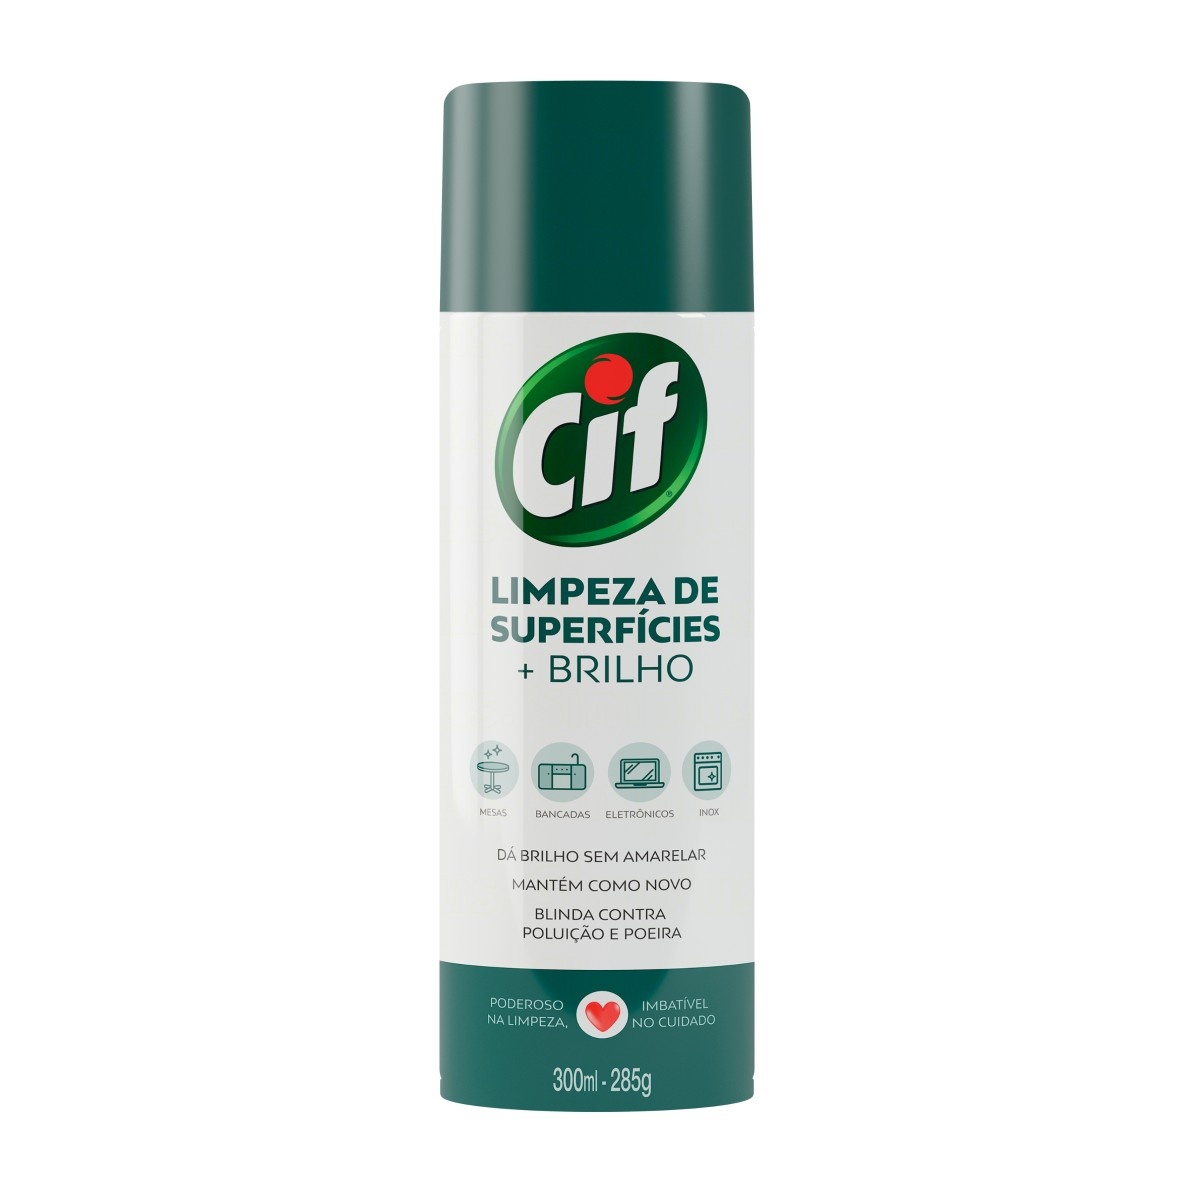 Cif
LIMPEZA DE
SUPERFÍCIES
+ BRILHO
MESAS BANCADAS ELETRÔNICOS INOX
DÁ BRILHO SEM AMARELAR
MANTÉM COMO NOVO
BLINDA CONTRA
POLUIÇÃO E POEIRA
PODEROSO IMBATÍVEL
NA LIMPEZA, NO CUIDADO
300ml - 285g